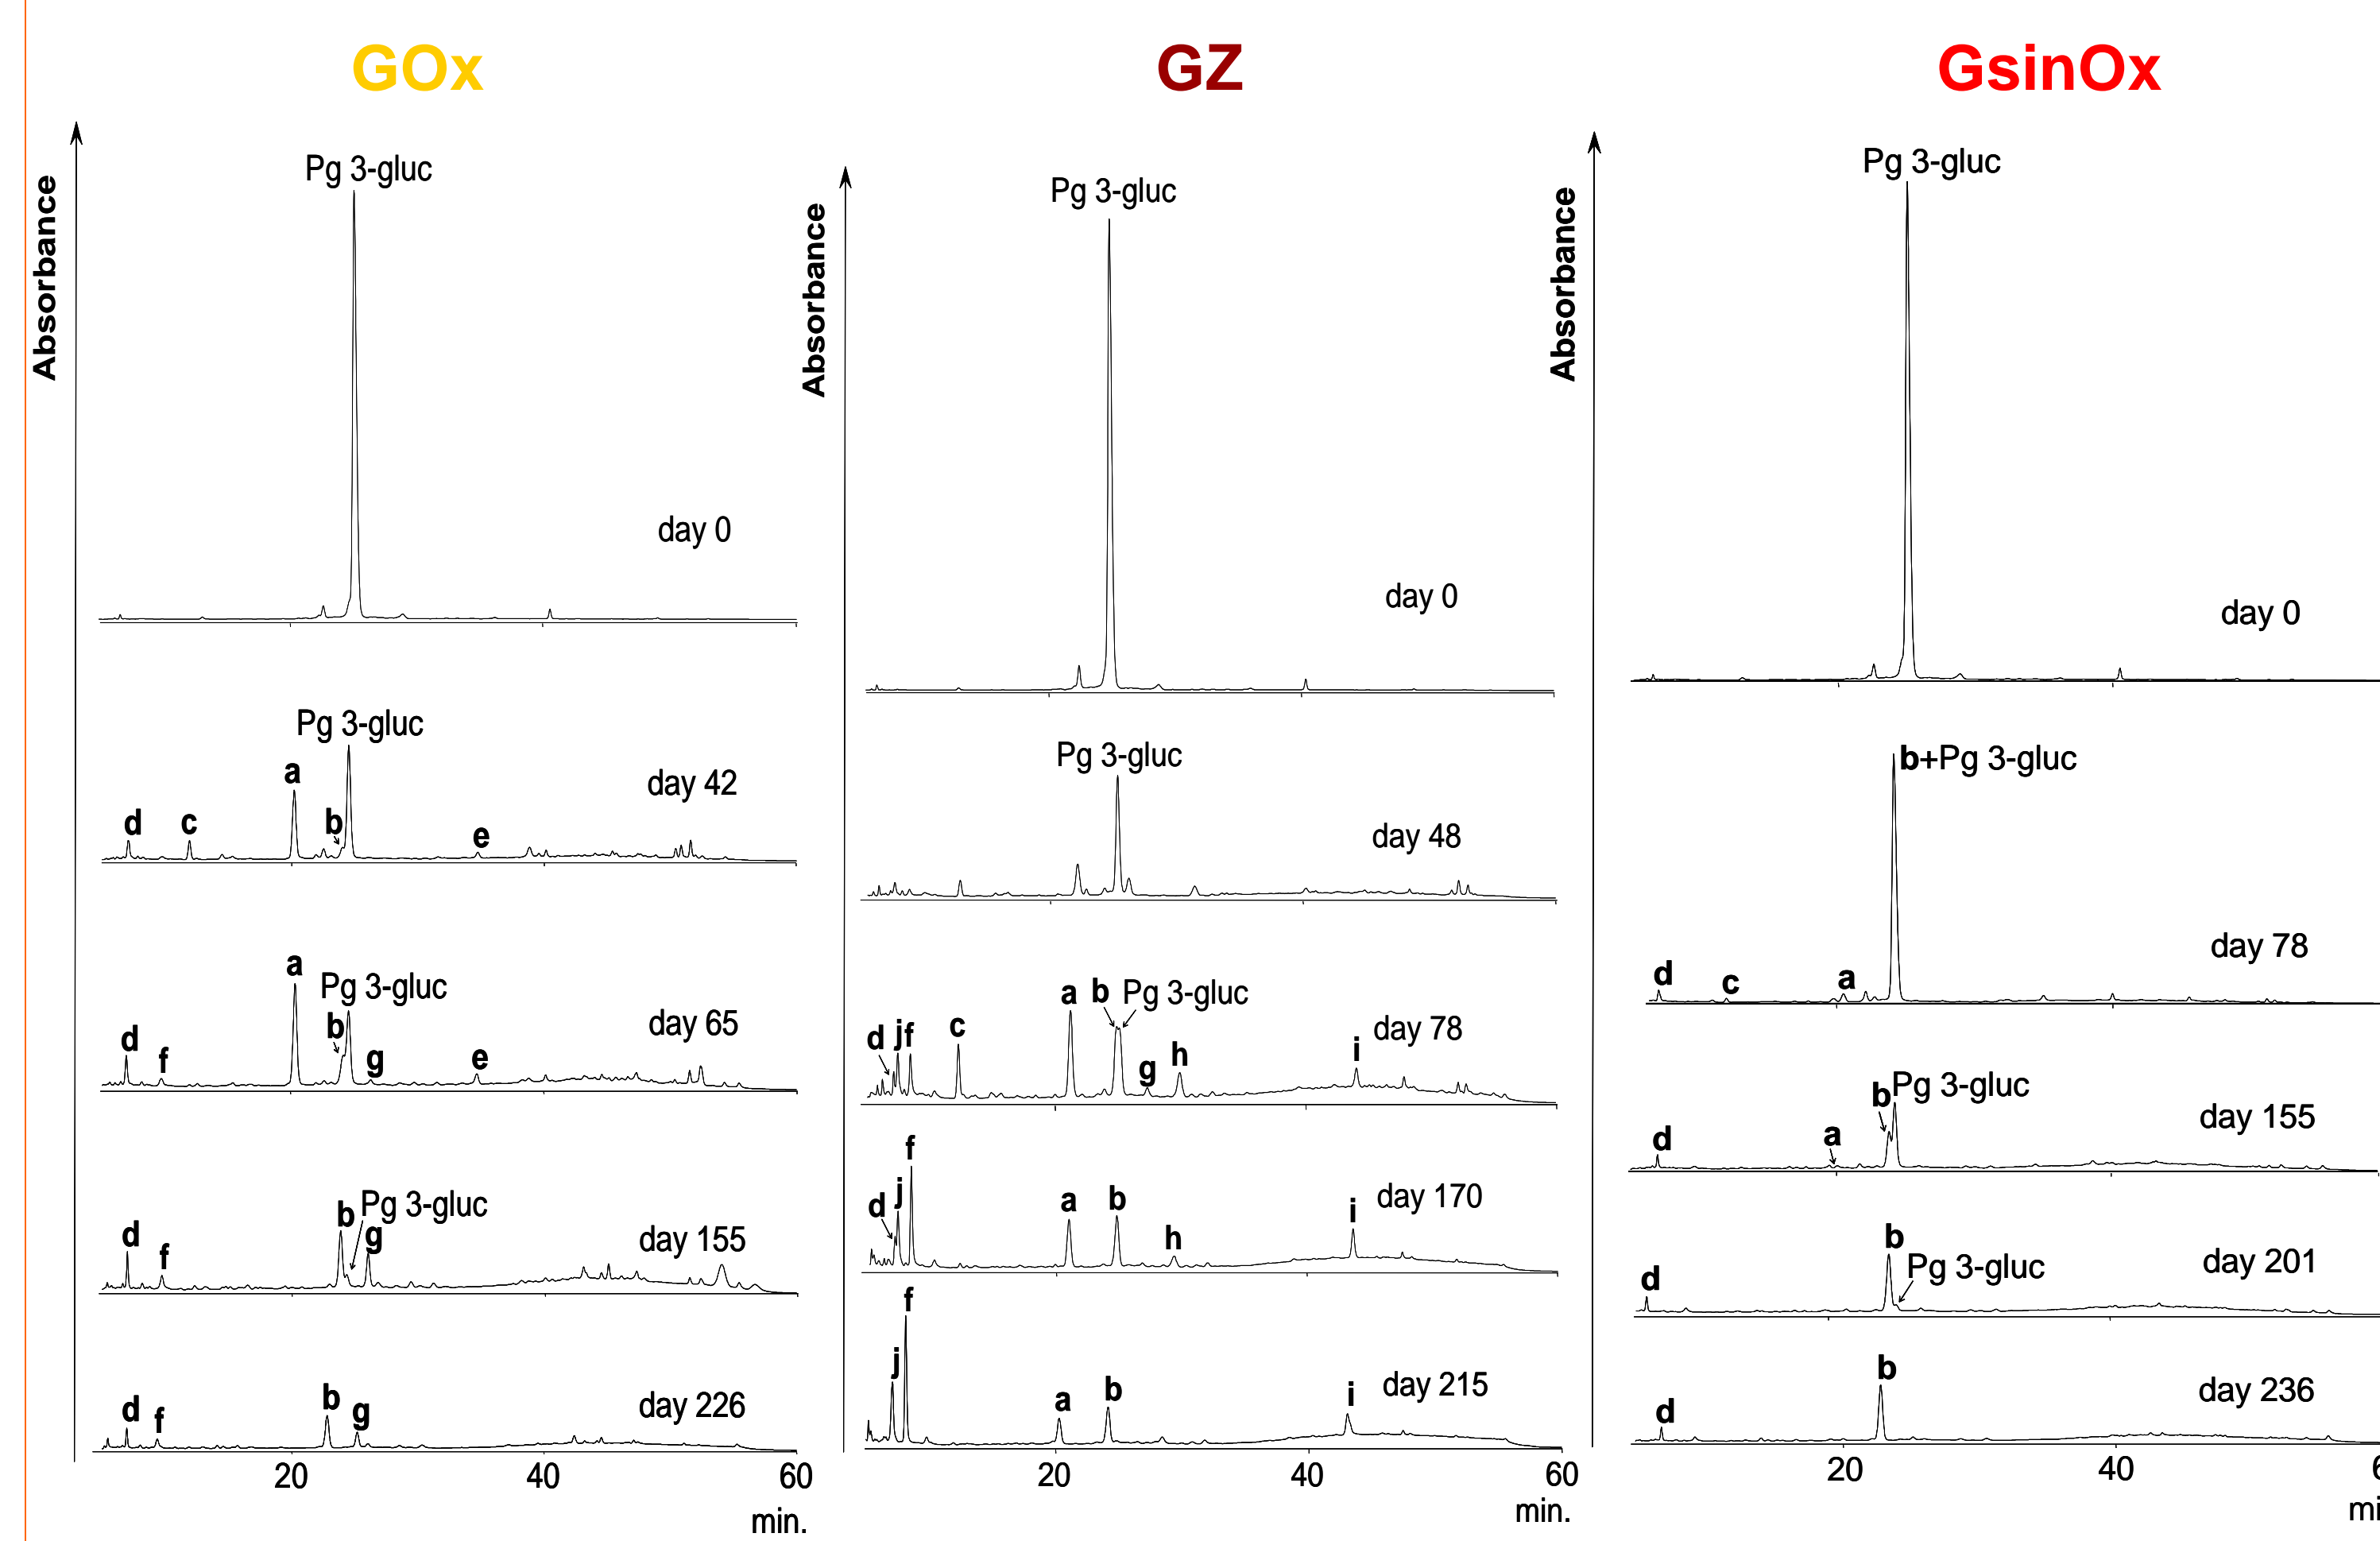 GOx
Absorbance
Pg 3-gluc
day 0
Pg 3-gluc
a
day 42
d
c
b
e
a
Pg 3-gluc
b
day 65
d
f
g
e
Pg 3-gluc
b
g
day 155
d
f
b
day 226
d
f
g
20
40
60
min.
GZ
Absorbance
Pg 3-gluc
day 0
Pg 3-gluc
day 48
a
b
Pg 3-gluc
d
j
f
c
day 78
g
h
i
f
j
d
a
b
day 170
h
i
f
j
a
b
i
day 215
20
40
60
min.
GsinOx
Absorbance
Pg 3-gluc
day 0
b+Pg 3-gluc
day 78
d
c
a
b
Pg 3-gluc
day 155
d
a
b
Pg 3-gluc
day 201
d
b
day 236
d
20
40